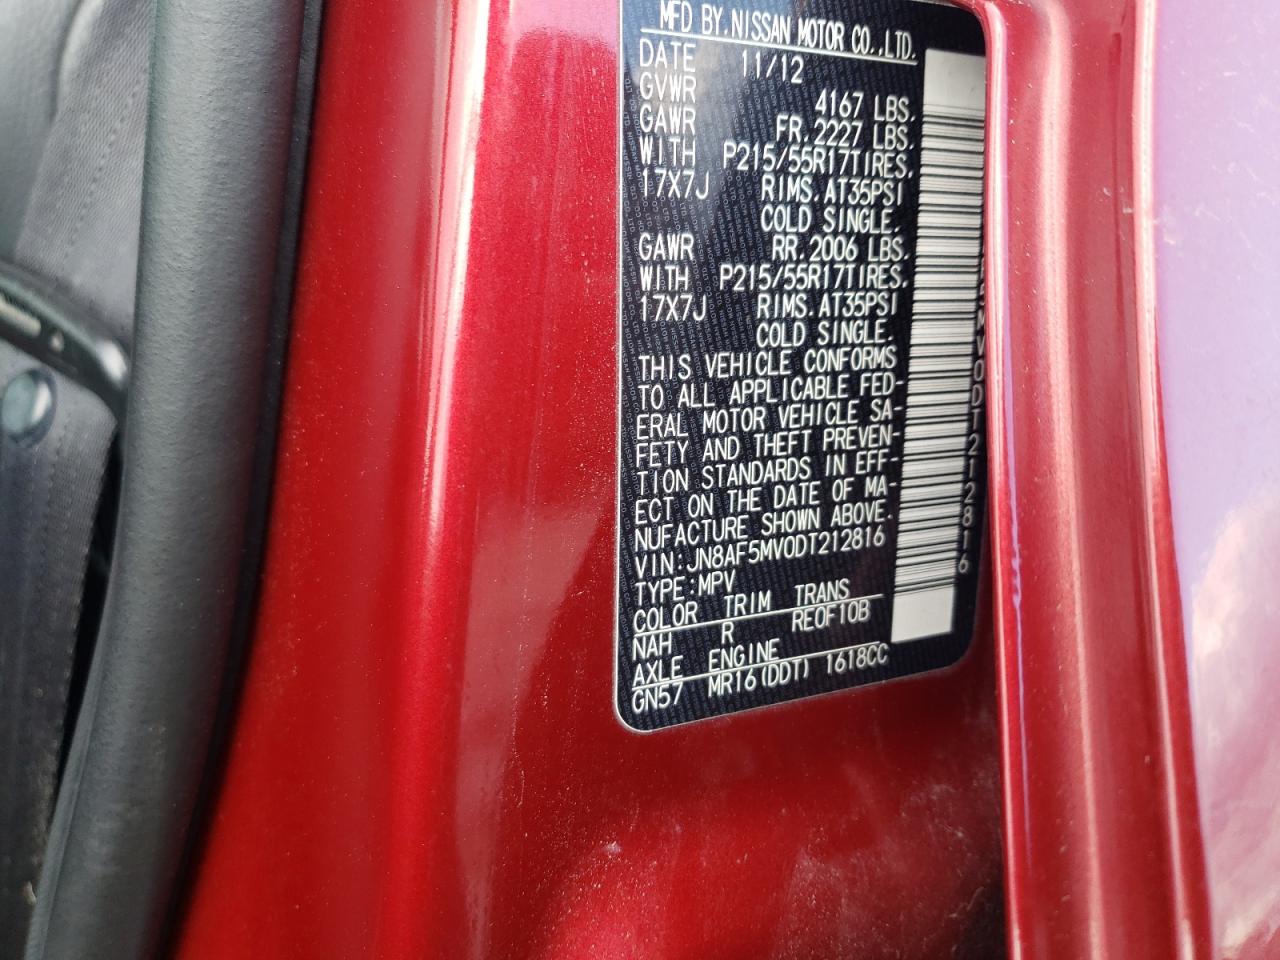 MFD BY.NISSAN MOTOR CO.,LTD.
DATE 11/12
GVWR 4167 LBS.
GAWR FR.2227 LBS.
WITH P215/55R17TIRES.
17X7J RIMS.AT35PSI
COLD SINGLE.
GAWR RR.2006 LBS.
WITH P215/55R17TIRES.
17X7J RIMS.AT35PSI
COLD SINGLE.
THIS VEHICLE CONFORMS
TO ALL APPLICABLE FED-
ERAL MOTOR VEHICLE SA-
FETY AND THEFT PREVEN-
TION STANDARDS IN EFF-
ECT ON THE DATE OF MA-
NUFACTURE SHOWN ABOVE.
VIN:JN8AF5MV0DT212816
TYPE:MPV
COLOR TRIM TRANS
NAH R RE0F10B
AXLE ENGINE
GN57 MR16(DDT) 1618CC